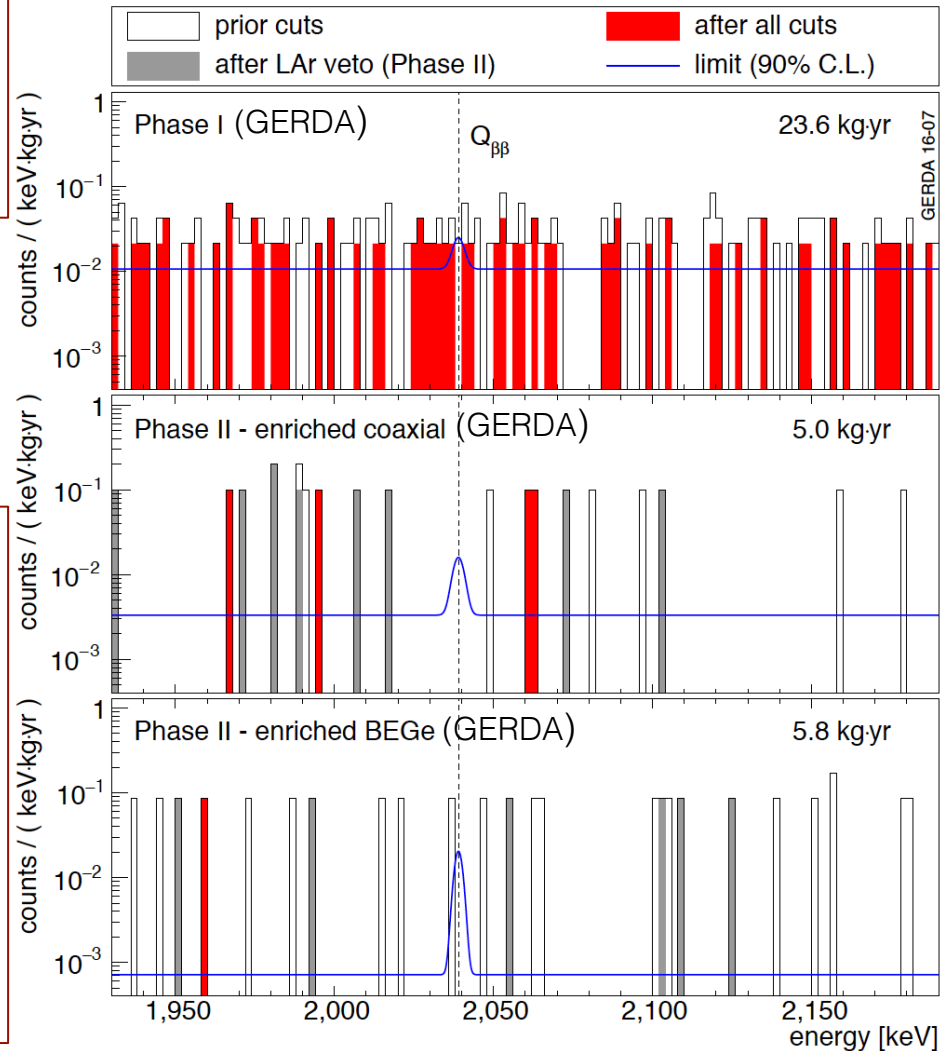 prior cuts
after all cuts
after LAr veto (Phase II)
limit (90% C.L.)
counts / ( keV·kg·yr )
1
10⁻¹
10⁻²
10⁻³
Phase I (GERDA)
Qββ
23.6 kg·yr
GERDA 16-07
counts / ( keV·kg·yr )
1
10⁻¹
10⁻²
10⁻³
Phase II - enriched coaxial (GERDA)
5.0 kg·yr
counts / ( keV·kg·yr )
1
10⁻¹
10⁻²
10⁻³
Phase II - enriched BEGe (GERDA)
5.8 kg·yr
1,950 2,000 2,050 2,100 2,150
energy [keV]